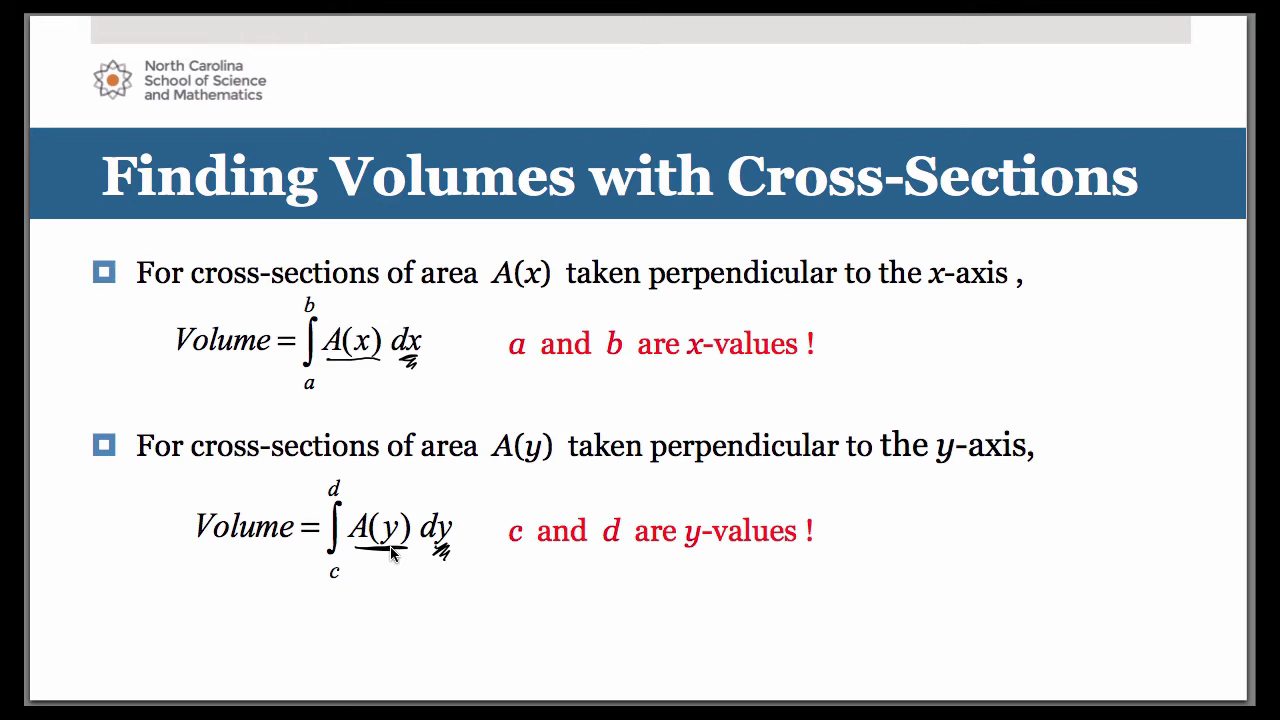 North Carolina
School of Science
and Mathematics
Finding Volumes with Cross-Sections
For cross-sections of area A(x) taken perpendicular to the x-axis ,
Volume = ∫_a^b A(x) dx a and b are x-values !
For cross-sections of area A(y) taken perpendicular to the y-axis,
Volume = ∫_c^d A(y) dy c and d are y-values !